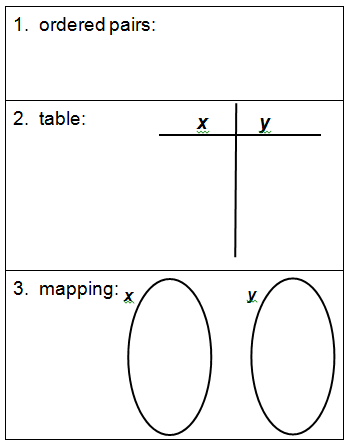 1. ordered pairs:
2. table:
x y
3. mapping: x y